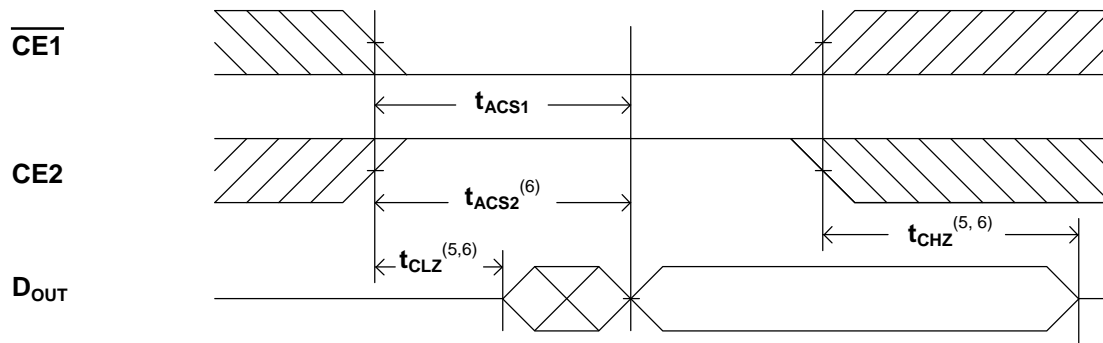 CE1
t_ACS1
CE2
t_ACS2^(6)
t_CHZ^(5, 6)
t_CLZ^(5,6)
D_OUT